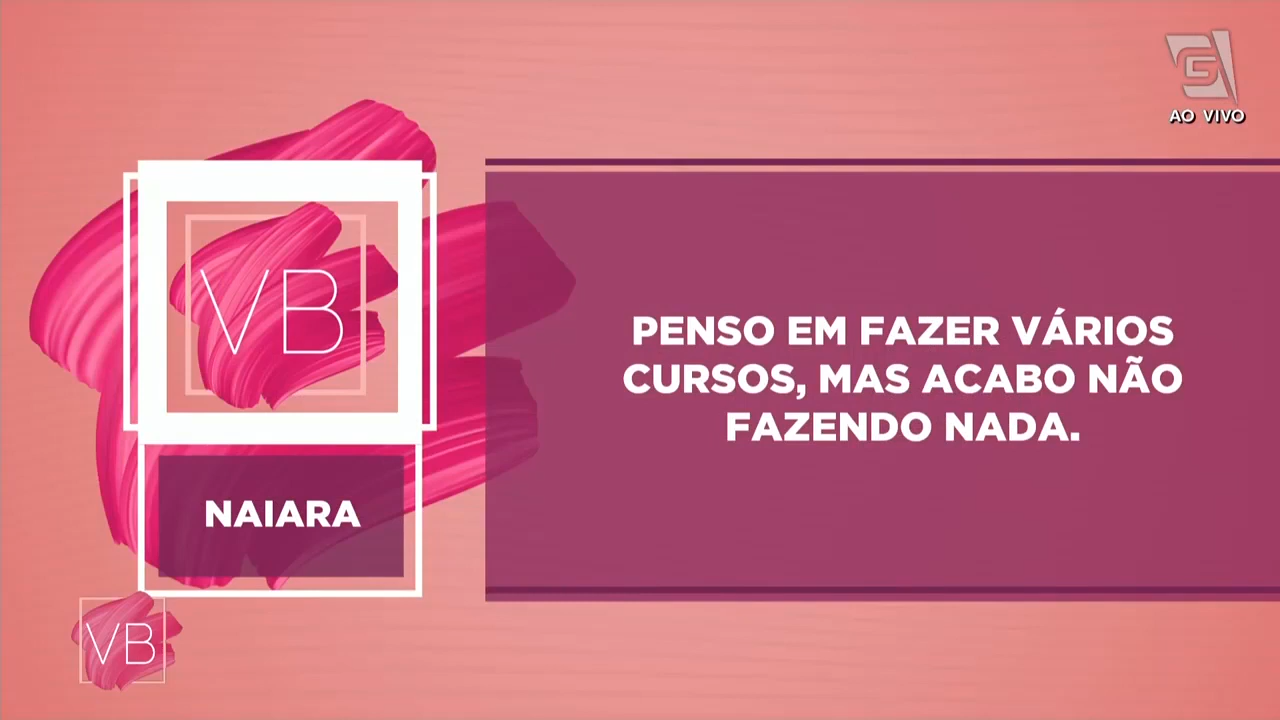 AO VIVO
VB
NAIARA
PENSO EM FAZER VÁRIOS
CURSOS, MAS ACABO NÃO
FAZENDO NADA.
VB